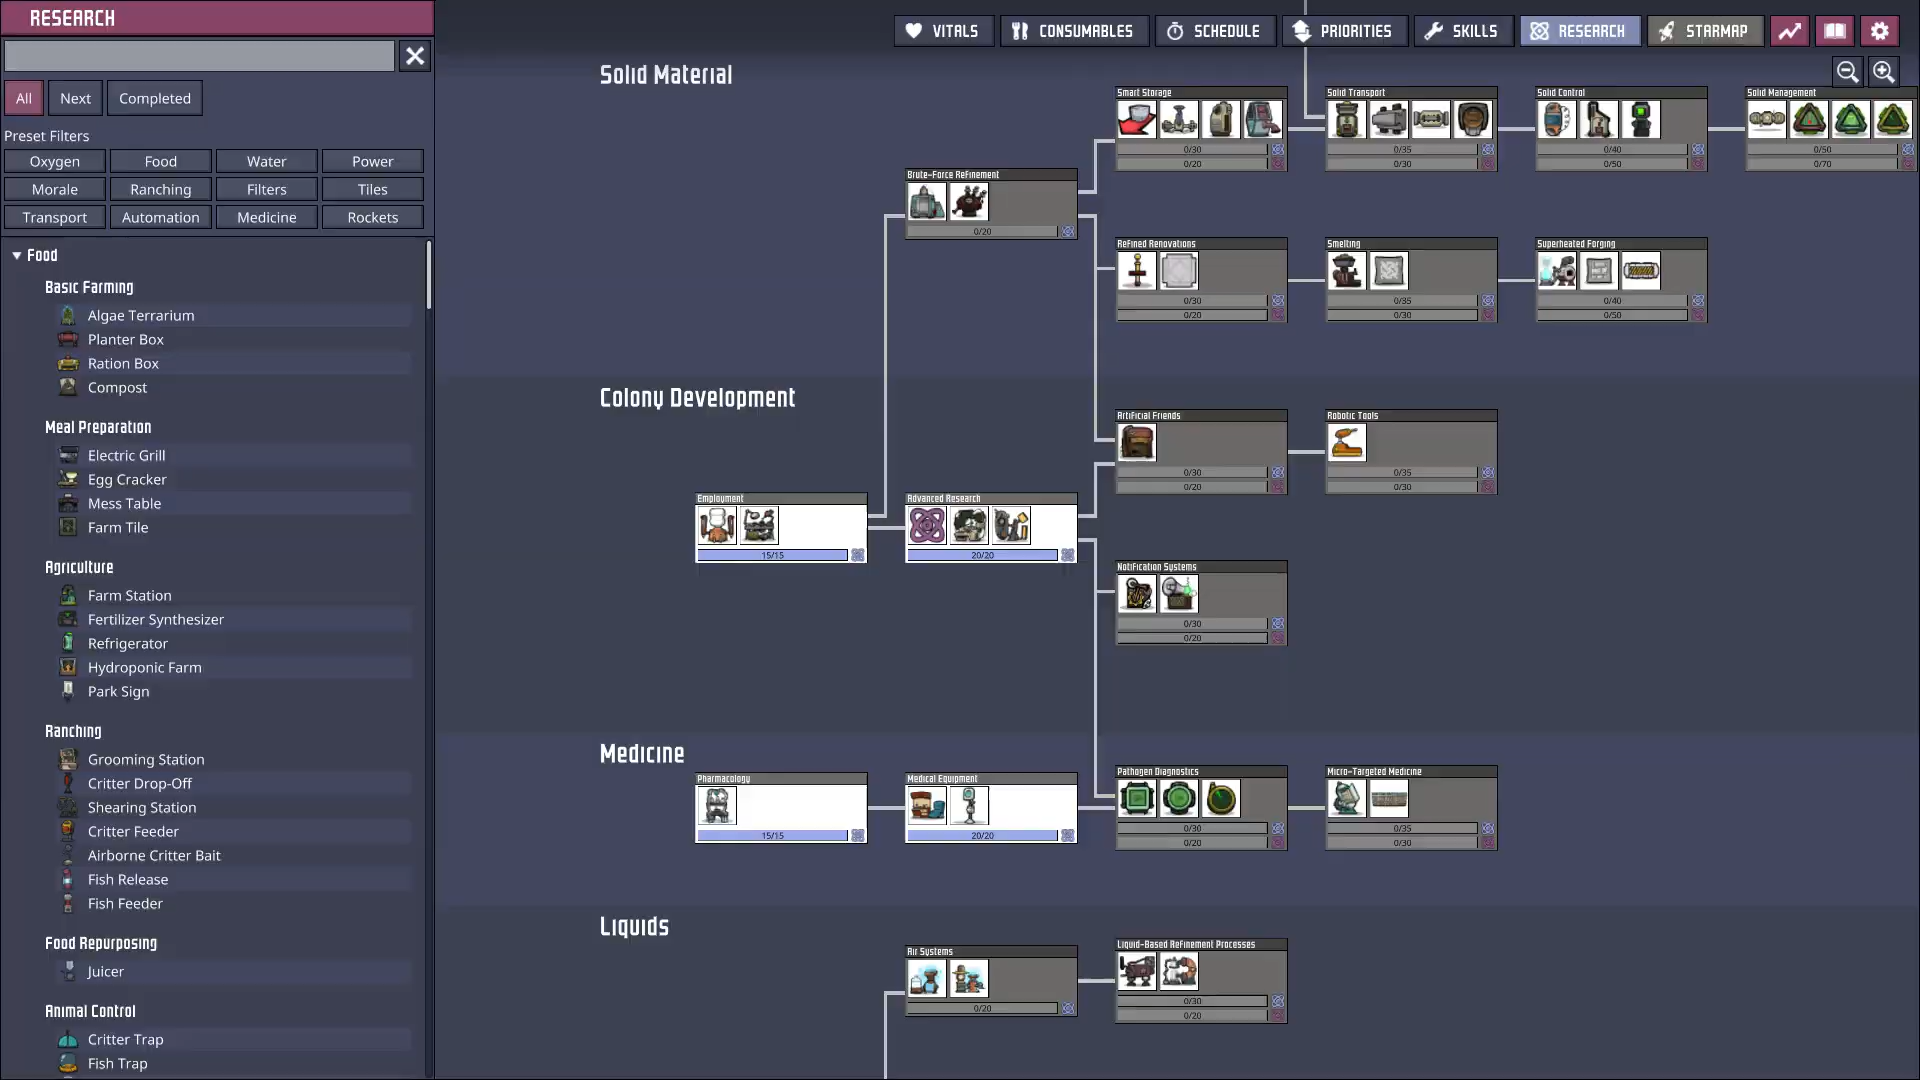 RESEARCH
VITALS
CONSUMABLES
SCHEDULE
PRIORITIES
SKILLS
RESEARCH
STARMAP
All
Next
Completed
Preset Filters
Oxygen
Food
Water
Power
Morale
Ranching
Filters
Tiles
Transport
Automation
Medicine
Rockets
Food
Basic Farming
Algae Terrarium
Planter Box
Ration Box
Compost
Meal Preparation
Electric Grill
Egg Cracker
Mess Table
Farm Tile
Agriculture
Farm Station
Fertilizer Synthesizer
Refrigerator
Hydroponic Farm
Park Sign
Ranching
Grooming Station
Critter Drop-Off
Shearing Station
Critter Feeder
Airborne Critter Bait
Fish Release
Fish Feeder
Food Repurposing
Juicer
Animal Control
Critter Trap
Fish Trap
Solid Material
Smart Storage
0/30
0/20
Solid Transport
0/35
0/30
Solid Control
0/40
0/50
Solid Management
0/50
0/70
Brute-Force Refinement
0/20
Refined Renovations
0/30
0/20
Smelting
0/35
0/30
Superheated Forging
0/40
0/50
Colony Development
Artificial Friends
0/30
0/20
Robotic Tools
0/35
0/30
Employment
15/15
Advanced Research
20/20
Notification Systems
0/30
0/20
Medicine
Pharmacology
15/15
Medical Equipment
20/20
Pathogen Diagnostics
0/30
0/20
Micro-Targeted Medicine
0/35
0/30
Liquids
Air Systems
0/20
Liquid-Based Refinement Processes
0/30
0/20